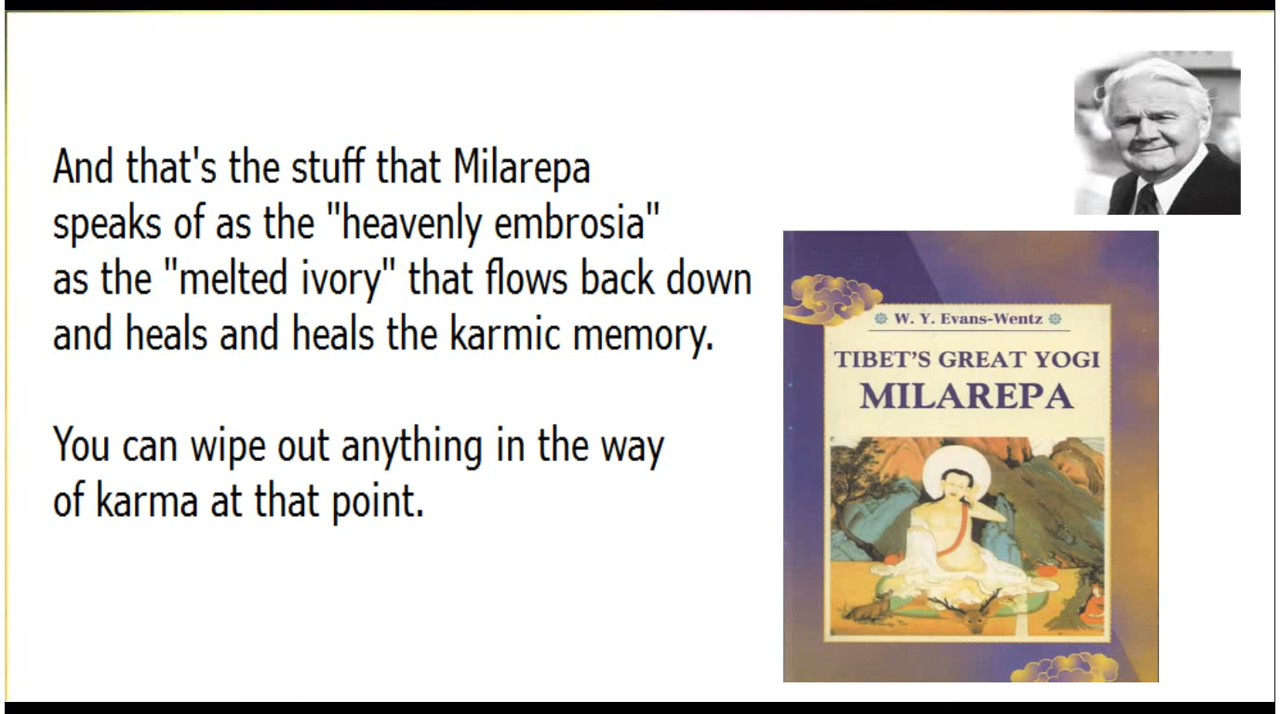 And that's the stuff that Milarepa
speaks of as the "heavenly embrosia"
as the "melted ivory" that flows back down
and heals and heals the karmic memory.
You can wipe out anything in the way
of karma at that point.
W. Y. Evans-Wentz
TIBET'S GREAT YOGI
MILAREPA